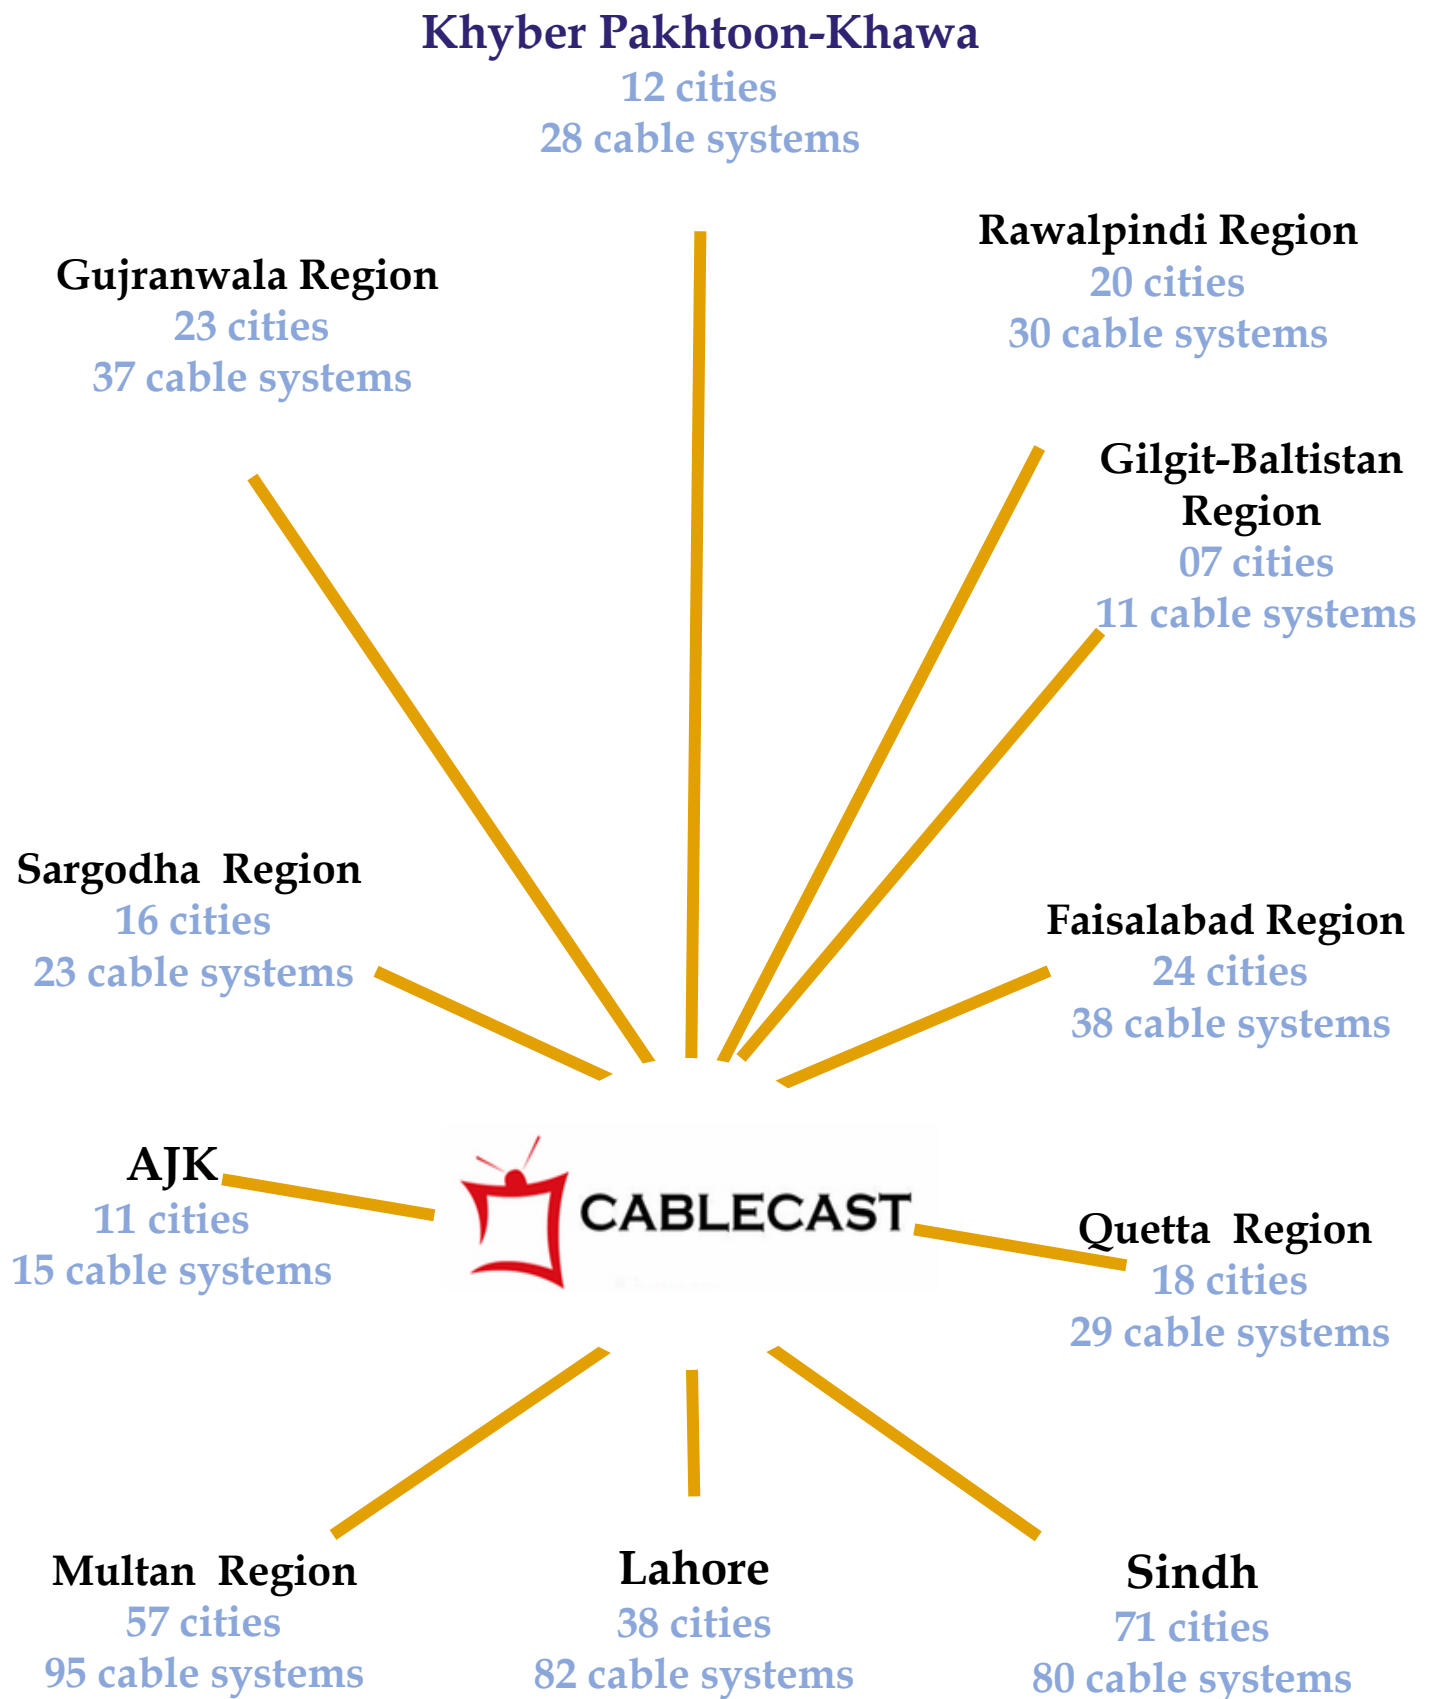 Khyber Pakhtoon-Khawa
12 cities
28 cable systems
Rawalpindi Region
20 cities
30 cable systems
Gujranwala Region
23 cities
37 cable systems
Gilgit-Baltistan
Region
07 cities
11 cable systems
Sargodha Region
16 cities
23 cable systems
Faisalabad Region
24 cities
38 cable systems
AJK
11 cities
15 cable systems
CABLECAST
Quetta Region
18 cities
29 cable systems
Multan Region
57 cities
95 cable systems
Lahore
38 cities
82 cable systems
Sindh
71 cities
80 cable systems